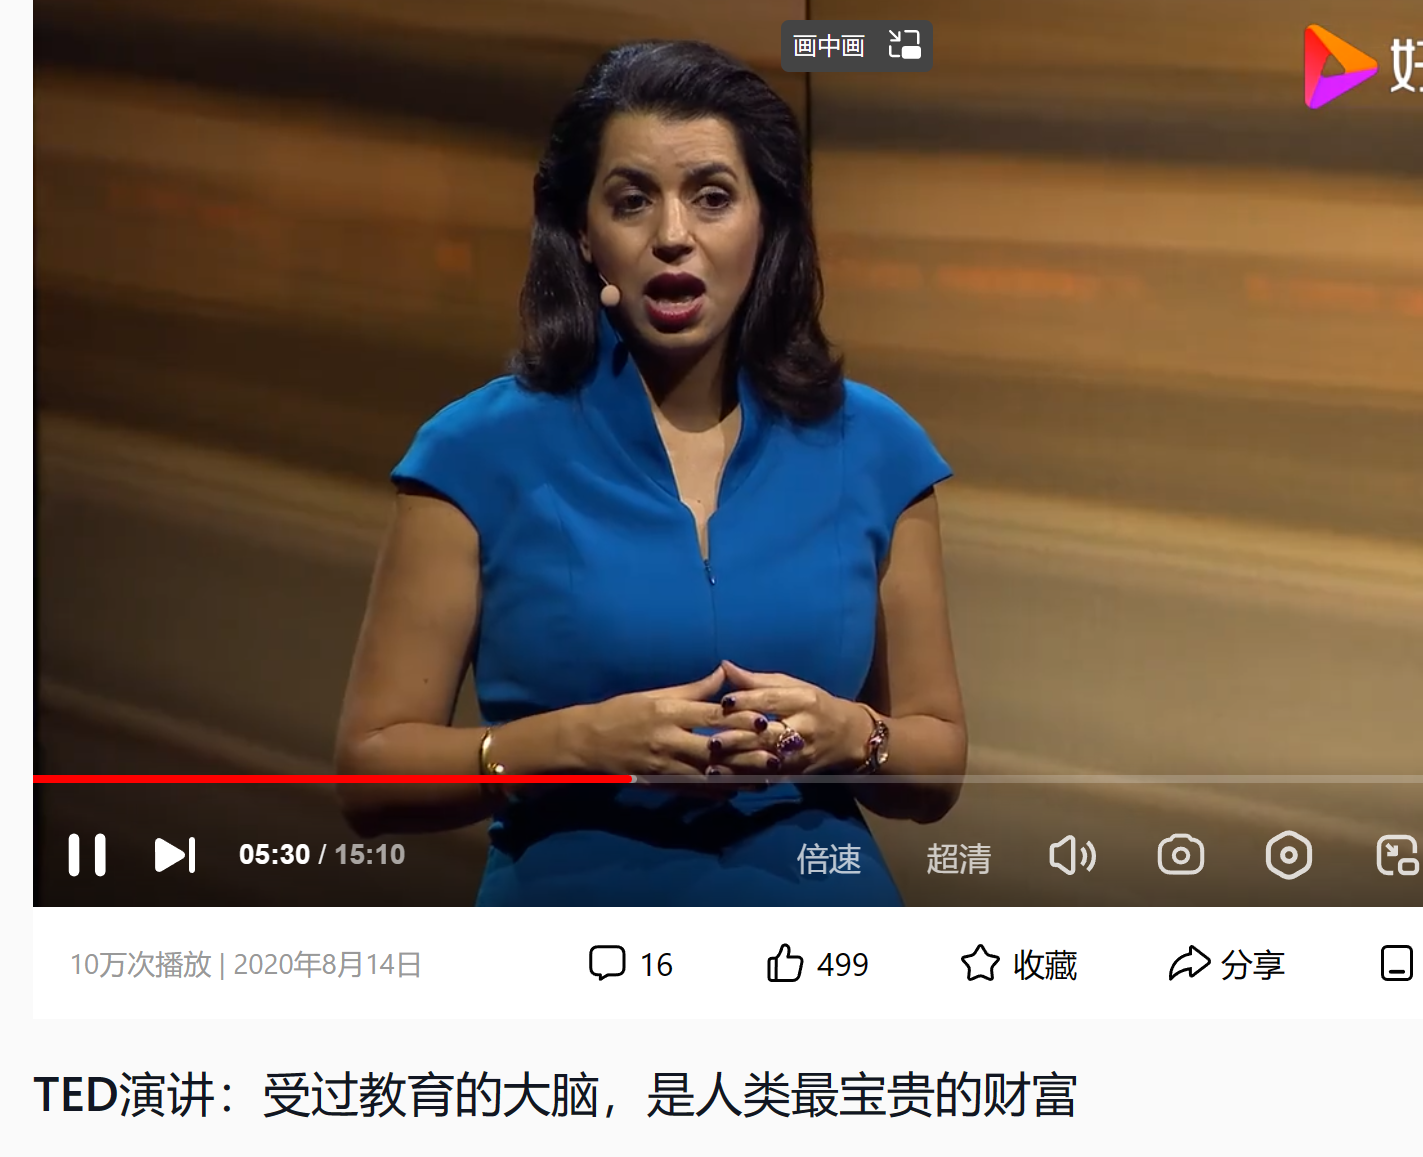 画中画
05:30 / 15:10
倍速
超清
10万次播放 | 2020年8月14日
16
499
收藏
分享
TED演讲：受过教育的大脑，是人类最宝贵的财富